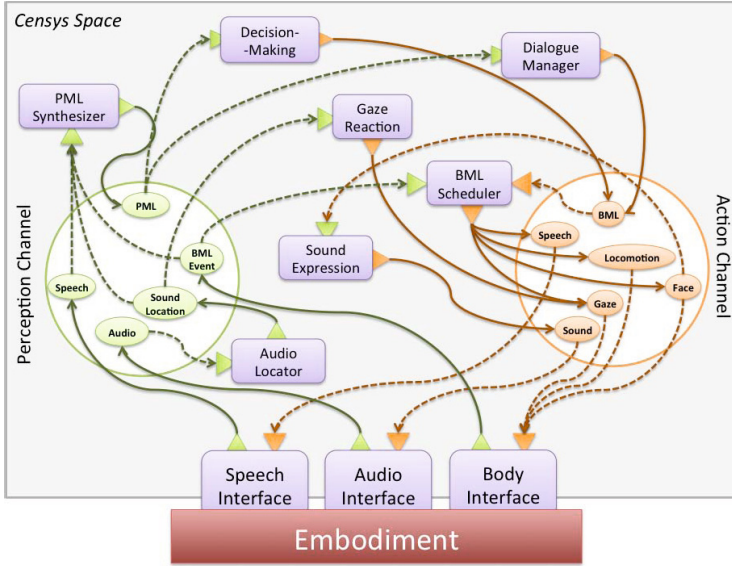 Censys Space
Decision-
-Making
Dialogue
Manager
PML
Synthesizer
Gaze
Reaction
BML
Scheduler
PML
BML
Speech
Sound
Expression
BML
Event
Locomotion
Speech
Sound
Location
Face
Gaze
Audio
Sound
Audio
Locator
Perception Channel
Action Channel
Speech
Interface
Audio
Interface
Body
Interface
Embodiment